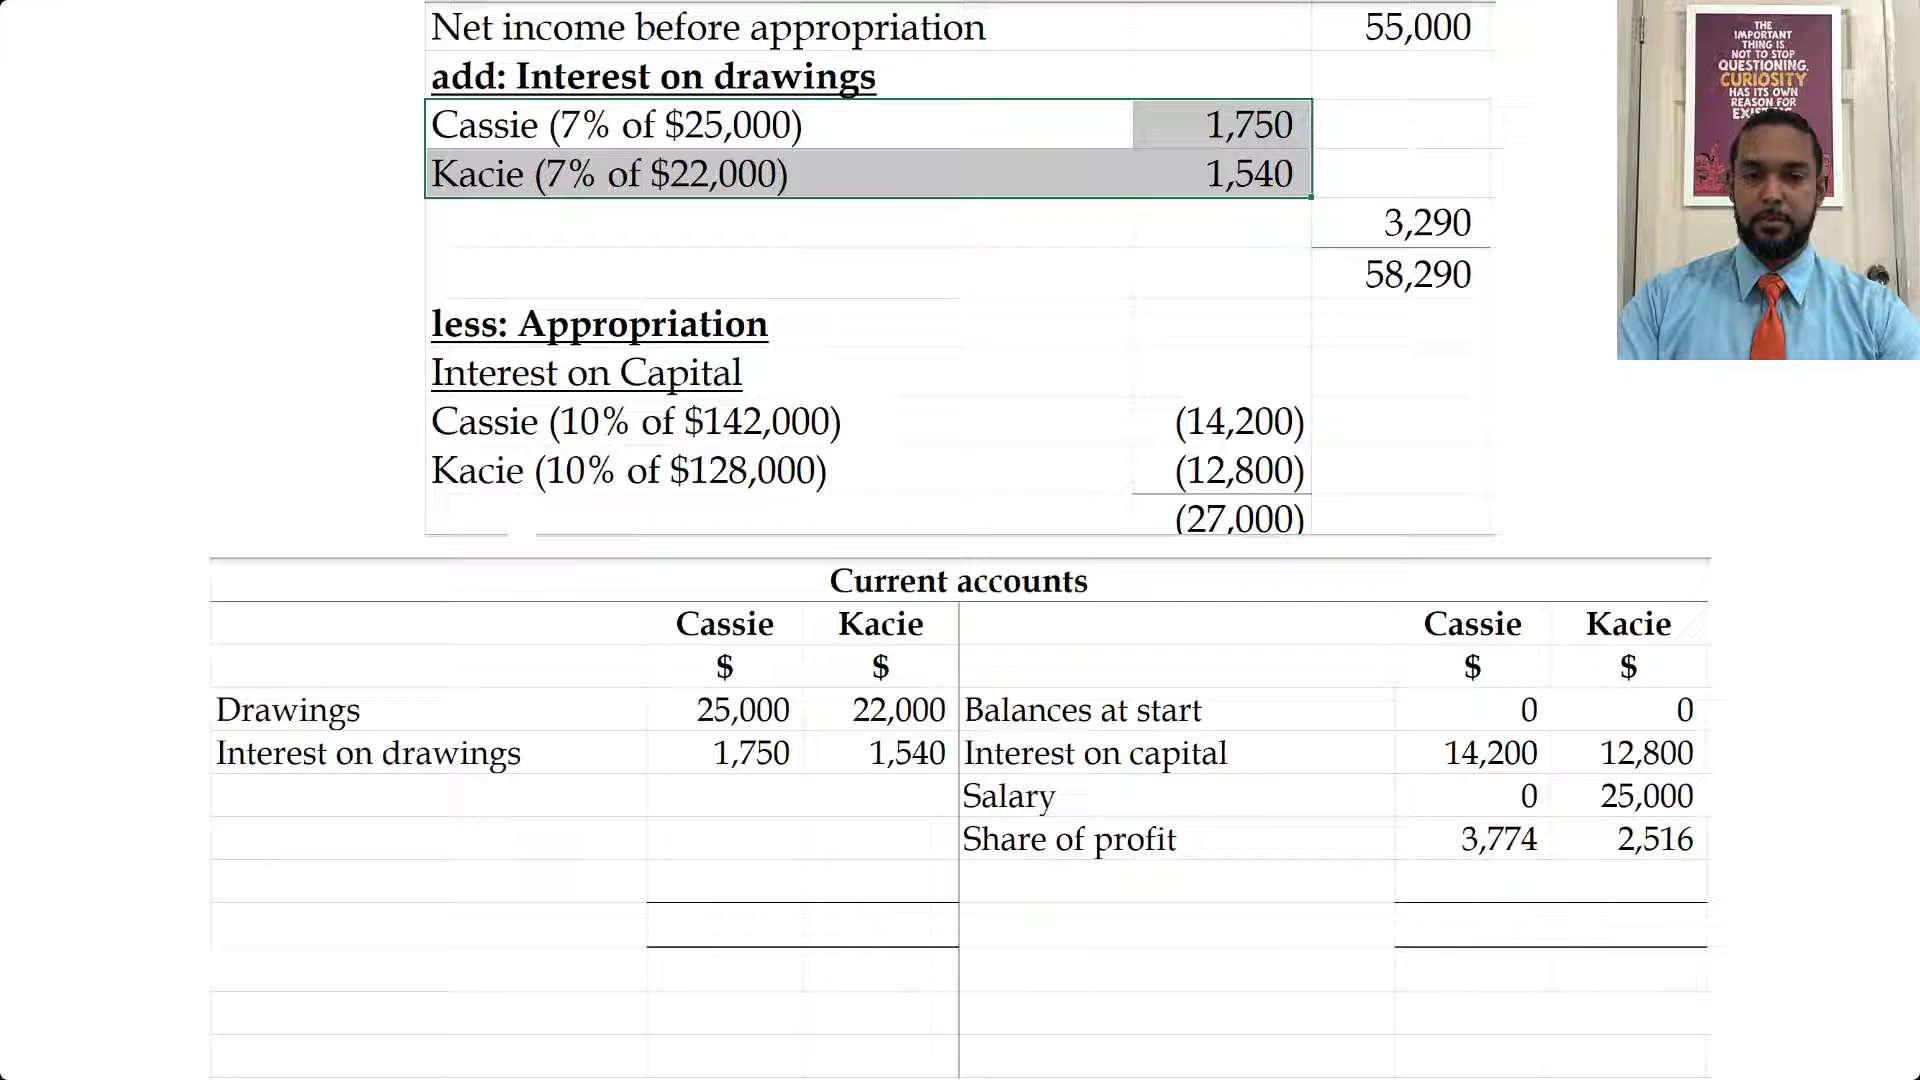 Net income before appropriation 55,000
add: Interest on drawings
Cassie (7% of $25,000) 1,750
Kacie (7% of $22,000) 1,540
3,290
58,290
less: Appropriation
Interest on Capital
Cassie (10% of $142,000) (14,200)
Kacie (10% of $128,000) (12,800)
(27,000)
THE
IMPORTANT
THING IS
NOT TO STOP
QUESTIONING.
CURIOSITY
HAS ITS OWN
REASON FOR
Current accounts
Cassie Kacie Cassie Kacie
$ $ $ $
Drawings 25,000 22,000 Balances at start 0 0
Interest on drawings 1,750 1,540 Interest on capital 14,200 12,800
Salary 0 25,000
Share of profit 3,774 2,516